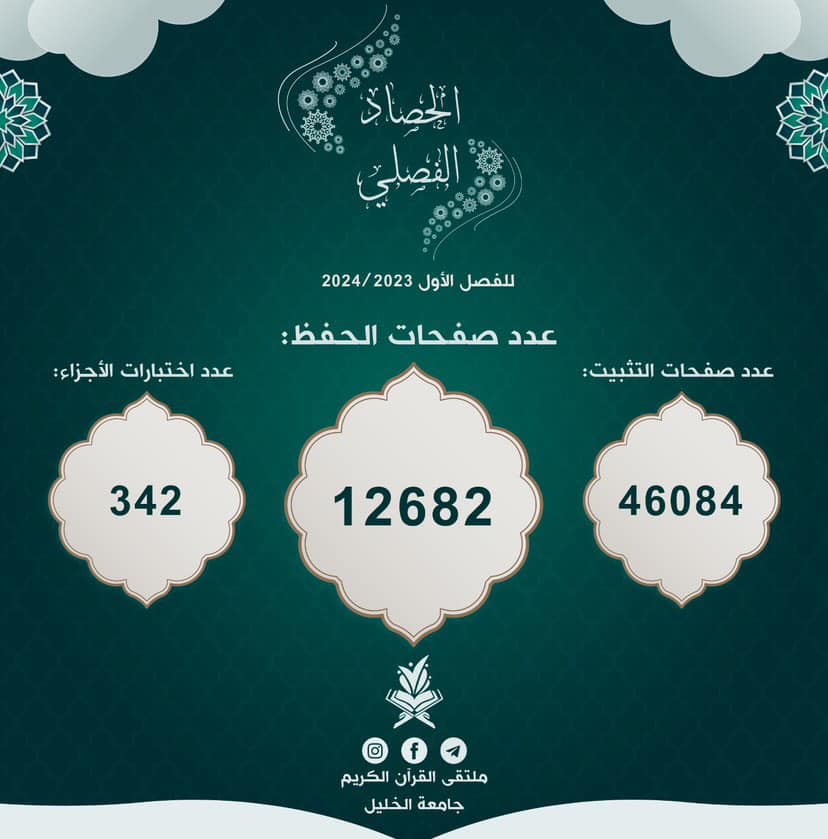 الحصاد
الفصلي
للفصل الأول 2024/2023
عدد صفحات الحفظ:
عدد صفحات التثبيت:
عدد اختبارات الأجزاء:
46084
12682
342
ملتقى القرآن الكريم
جامعة الخليل